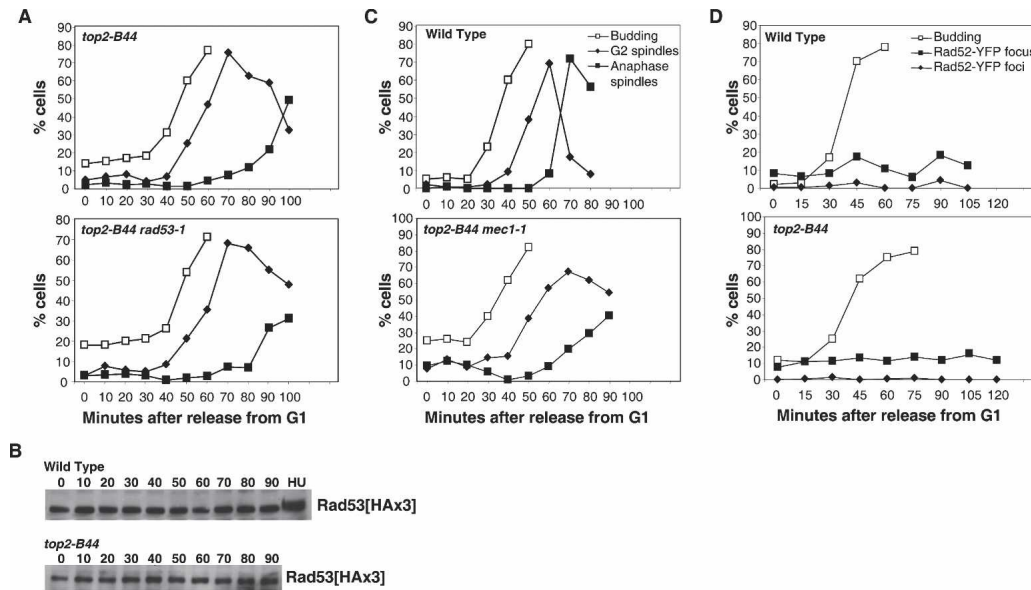 A
top2-B44
% cells
90
80
70
60
50
40
30
20
10
0
0 10 20 30 40 50 60 70 80 90 100
top2-B44 rad53-1
% cells
70
50
30
10
0
0 10 20 30 40 50 60 70 80 90 100
Minutes after release from G1
C
Wild Type
Budding
G2 spindles
Anaphase
spindles
% cells
90
80
70
60
50
40
30
20
10
0
0 10 20 30 40 50 60 70 80 90 100
top2-B44 mec1-1
% cells
100
90
80
70
60
50
40
30
20
10
0
0 10 20 30 40 50 60 70 80 90 100
Minutes after release from G1
D
Wild Type
Budding
Rad52-YFP focus
Rad52-YFP foci
% cells
90
80
70
60
50
40
30
20
10
0
0 15 30 45 60 75 90 105 120
top2-B44
% cells
90
80
70
60
50
40
30
20
10
0
0 15 30 45 60 75 90 105 120
Minutes after release from G1
B
Wild Type
0 10 20 30 40 50 60 70 80 90 HU
Rad53[HAx3]
top2-B44
0 10 20 30 40 50 60 70 80 90
Rad53[HAx3]